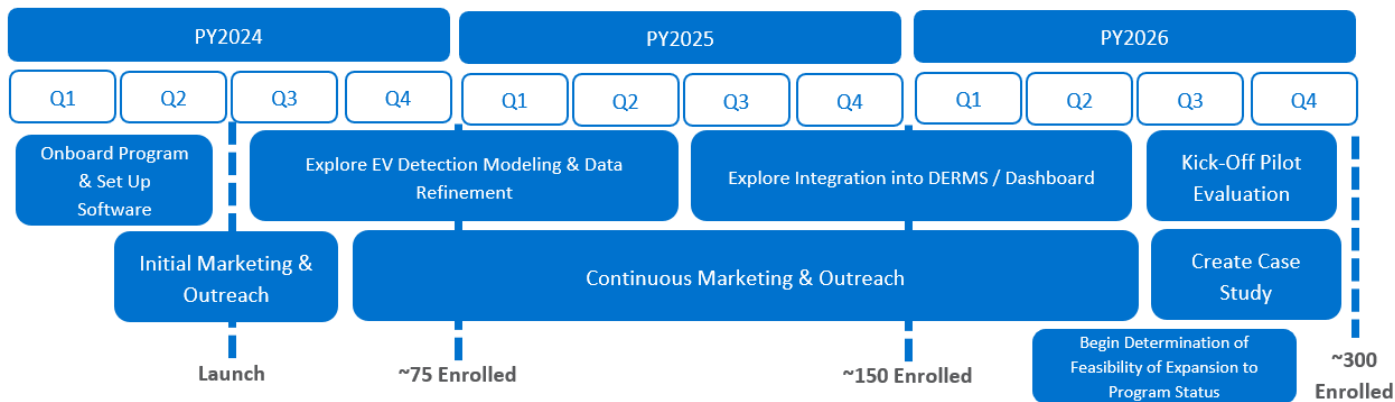 PY2024
PY2025
PY2026
Q1
Q2
Q3
Q4
Q1
Q2
Q3
Q4
Q1
Q2
Q3
Q4
Onboard Program
& Set Up
Software
Explore EV Detection Modeling & Data
Refinement
Explore Integration into DERMS / Dashboard
Kick-Off Pilot
Evaluation
Initial Marketing &
Outreach
Continuous Marketing & Outreach
Create Case
Study
Launch
~75 Enrolled
~150 Enrolled
Begin Determination of
Feasibility of Expansion to
Program Status
~300
Enrolled